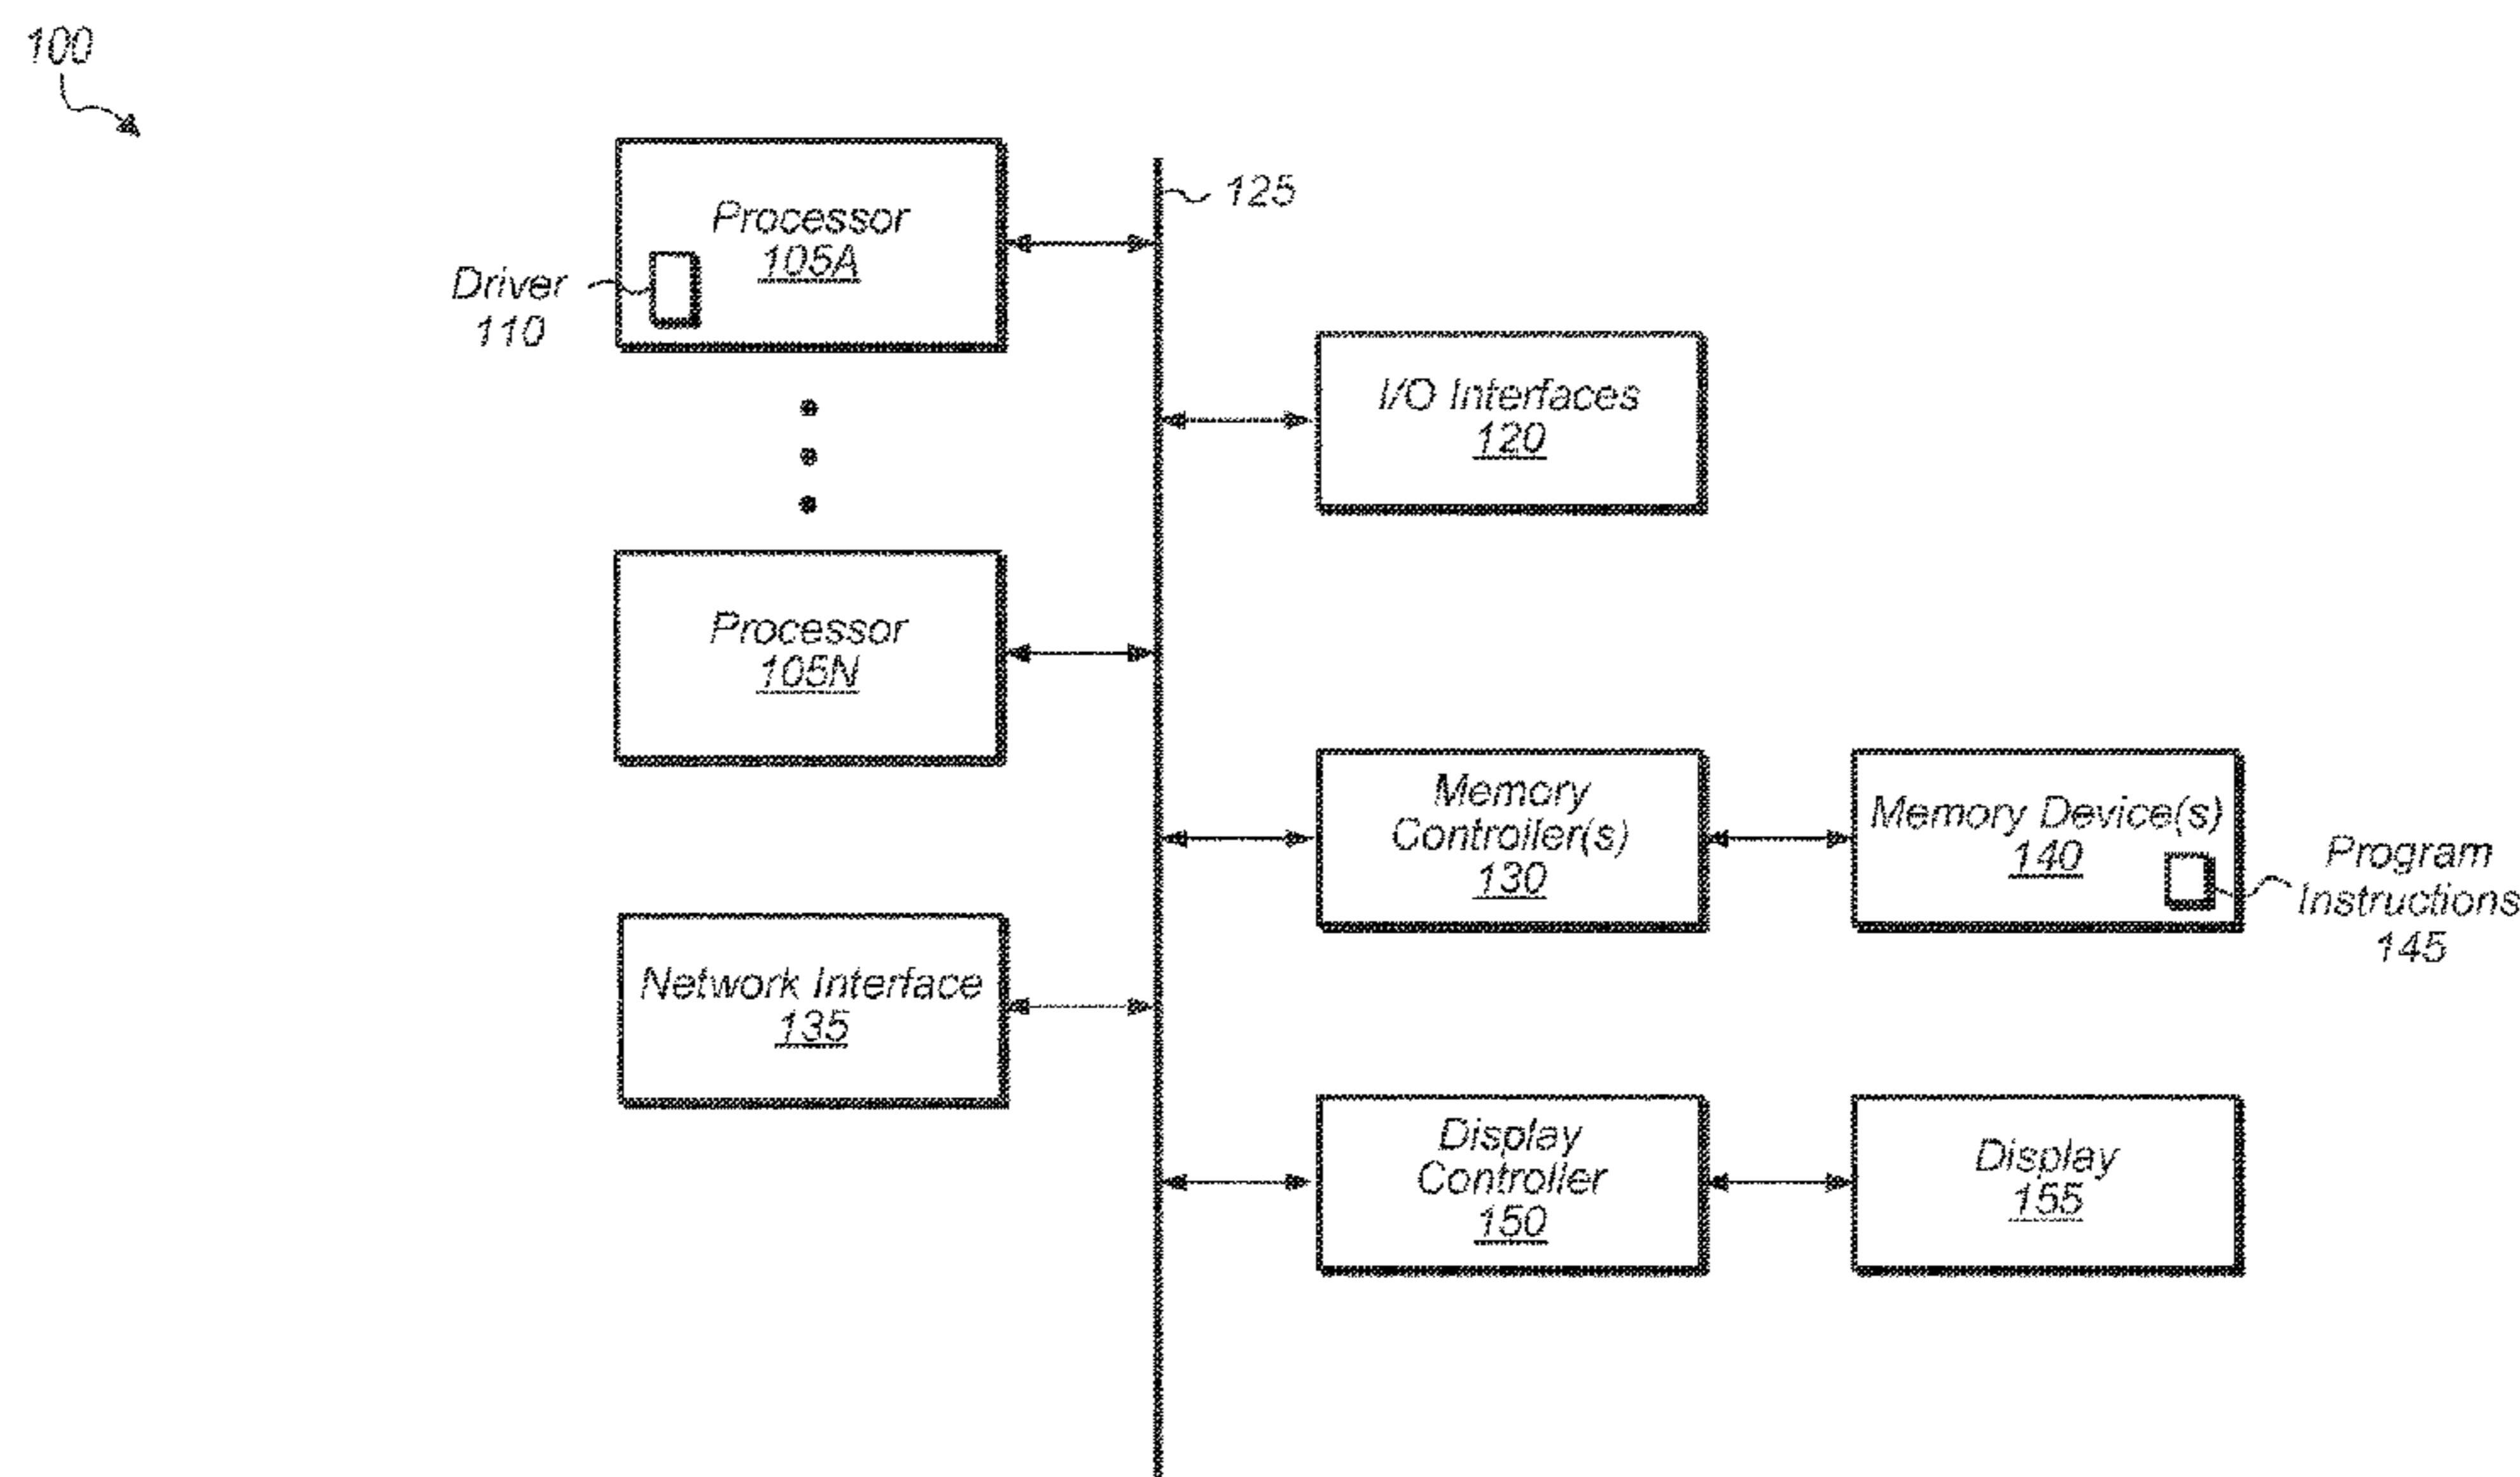 100
Processor
105A
125
Driver
110
I/O Interfaces
120
Processor
105N
Memory
Controller(s)
130
Memory Device(s)
140
Program
Instructions
145
Network Interface
135
Display
Controller
150
Display
155